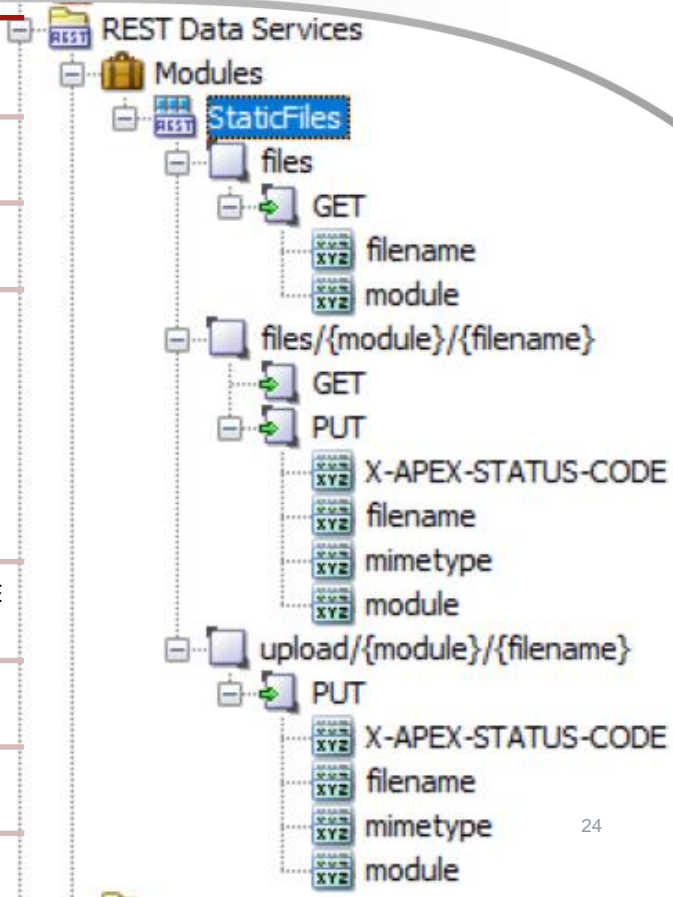 REST Data Services
Modules
StaticFiles
files
GET
filename
module
files/{module}/{filename}
GET
PUT
X-APEX-STATUS-CODE
filename
mimetype
module
upload/{module}/{filename}
PUT
X-APEX-STATUS-CODE
filename
mimetype
24
module